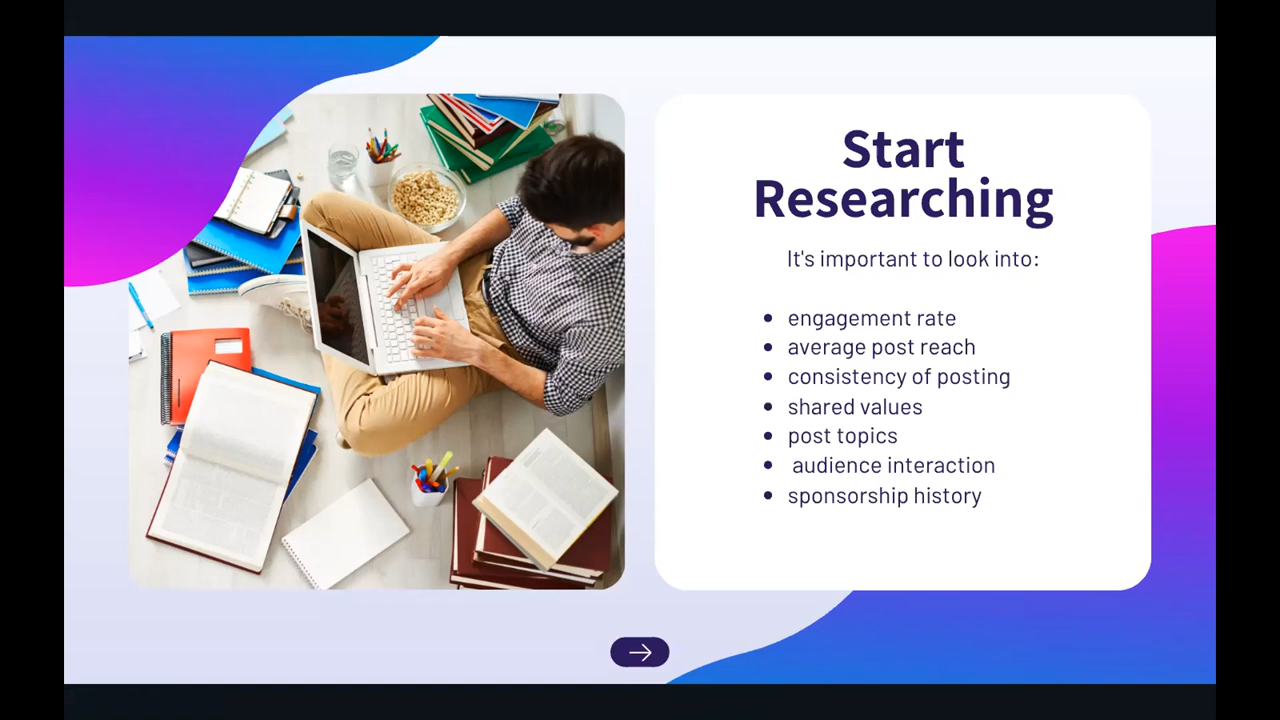 Start
Researching
It's important to look into:
• engagement rate
• average post reach
• consistency of posting
• shared values
• post topics
• audience interaction
• sponsorship history